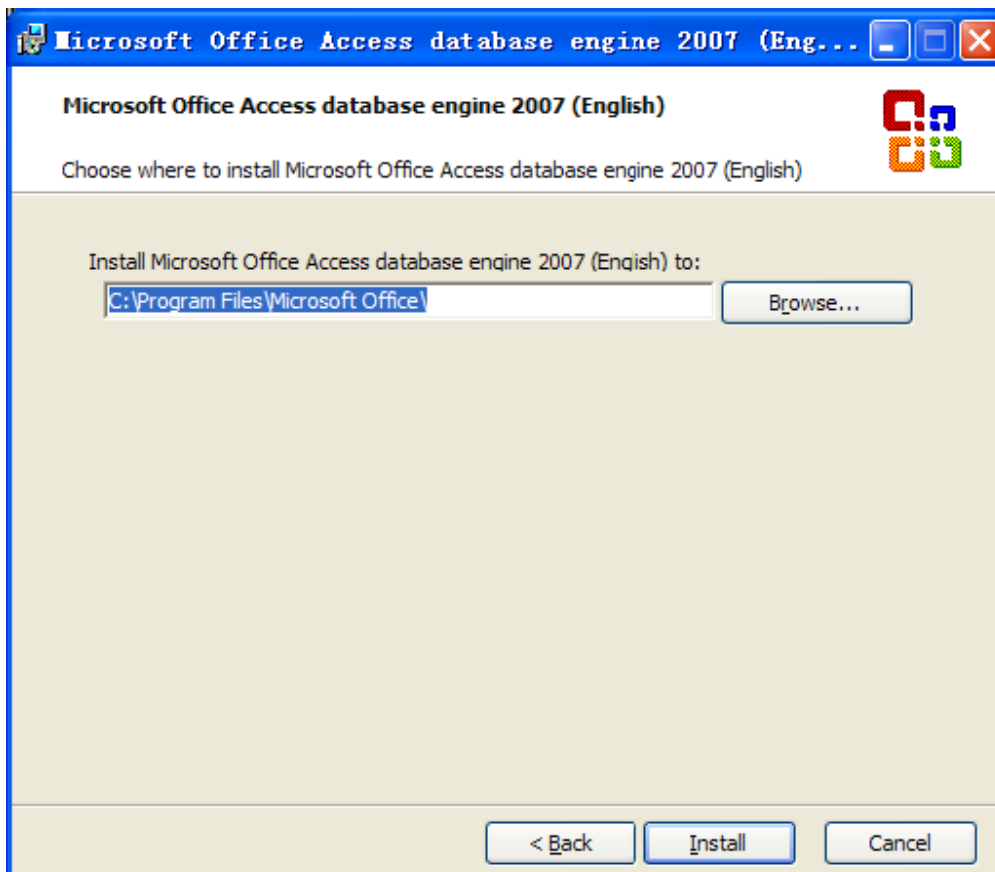 Microsoft Office Access database engine 2007 (Eng...
Microsoft Office Access database engine 2007 (English)
Choose where to install Microsoft Office Access database engine 2007 (English)
Install Microsoft Office Access database engine 2007 (Engish) to:
C:\Program Files\Microsoft Office\
Browse...
< Back
Install
Cancel